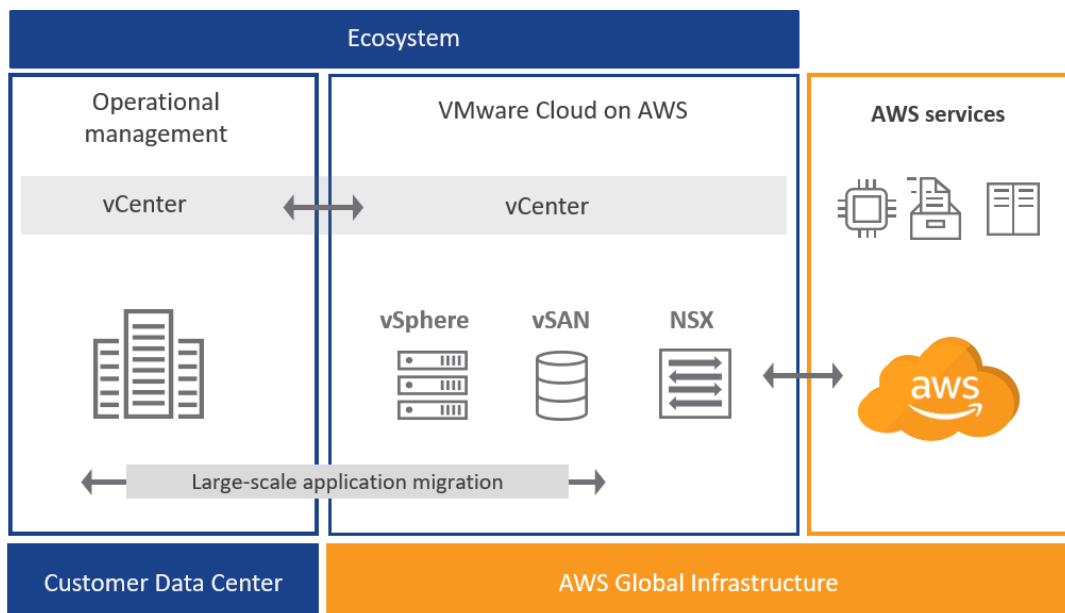 Ecosystem
Operational
management
VMware Cloud on AWS
AWS services
vCenter
vCenter
vSphere
vSAN
NSX
aws
Large-scale application migration
Customer Data Center
AWS Global Infrastructure